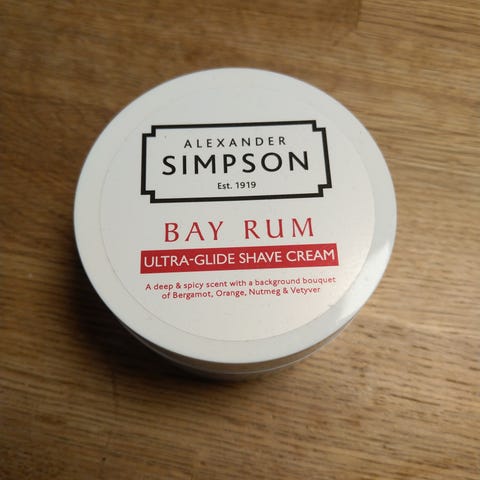 ALEXANDER
SIMPSON
Est. 1919
BAY RUM
ULTRA-GLIDE SHAVE CREAM
A deep & spicy scent with a background bouquet
of Bergamot, Orange, Nutmeg & Vetyver